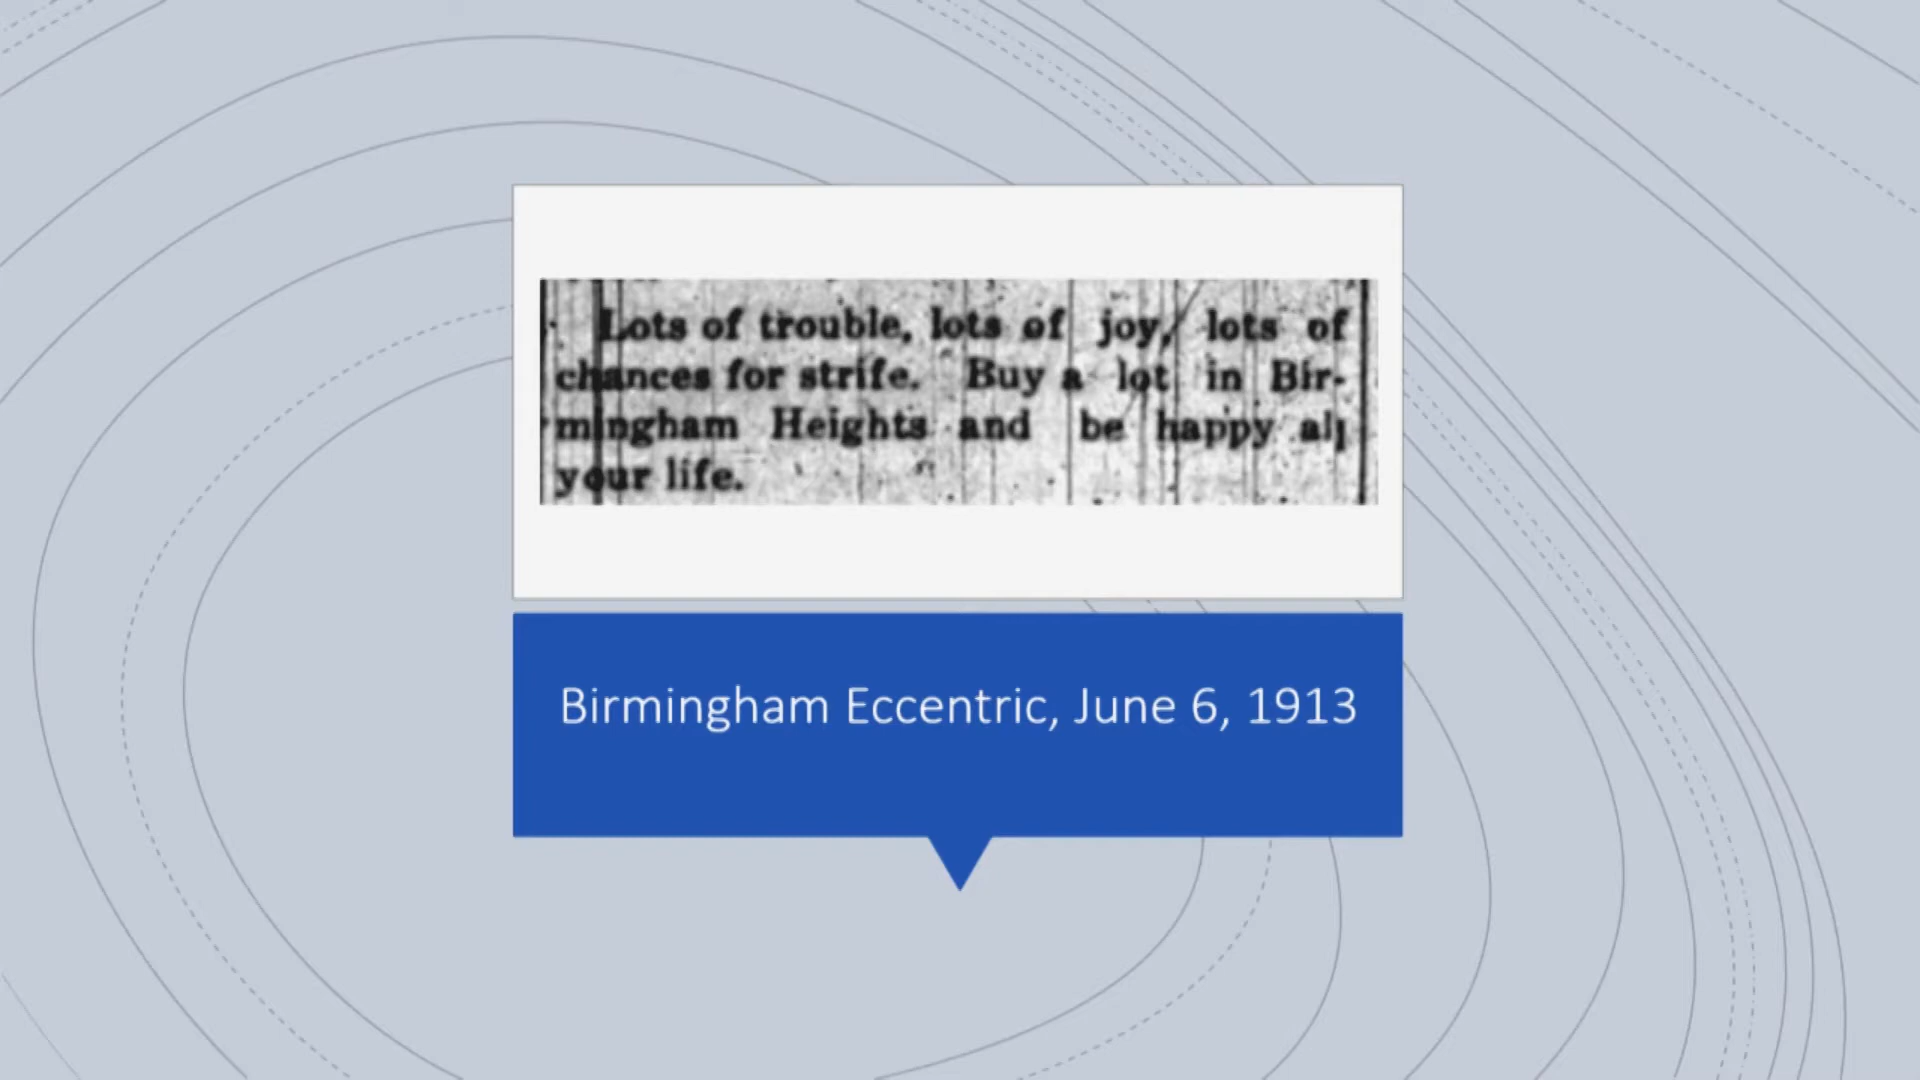 Lots of trouble, lots of joy, lots of
chances for strife. Buy a lot in Bir-
mingham Heights and be happy all
your life.
Birmingham Eccentric, June 6, 1913